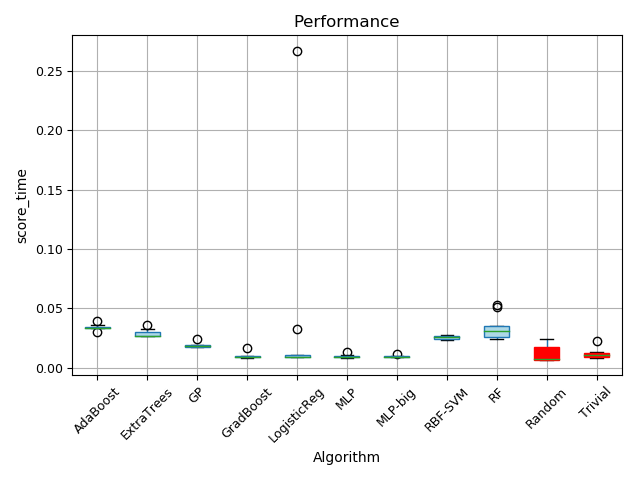 Performance
score_time
0.25
0.20
0.15
0.10
0.05
0.00
AdaBoost
ExtraTrees
GP
GradBoost
LogisticReg
MLP
MLP-big
RBF-SVM
RF
Random
Trivial
Algorithm